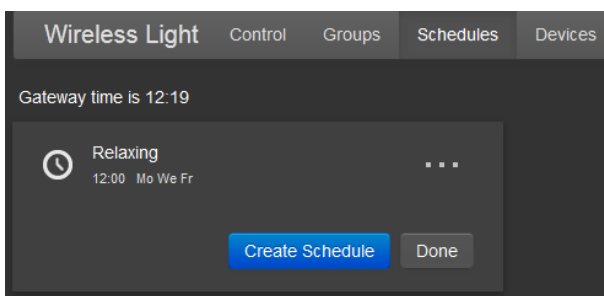 Wireless Light Control Groups Schedules Devices
Gateway time is 12:19
Relaxing
12:00 Mo We Fr
Create Schedule Done